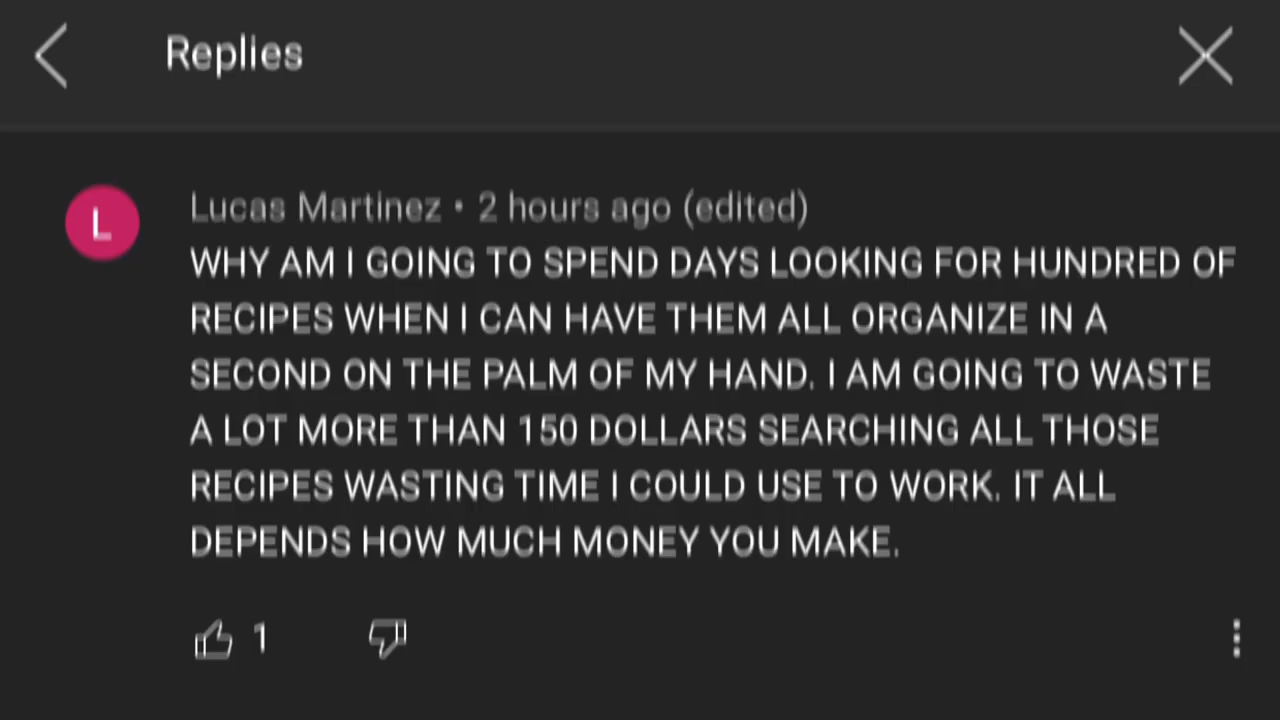 Replies
L
Lucas Martinez • 2 hours ago (edited)
WHY AM I GOING TO SPEND DAYS LOOKING FOR HUNDRED OF
RECIPES WHEN I CAN HAVE THEM ALL ORGANIZE IN A
SECOND ON THE PALM OF MY HAND. I AM GOING TO WASTE
A LOT MORE THAN 150 DOLLARS SEARCHING ALL THOSE
RECIPES WASTING TIME I COULD USE TO WORK. IT ALL
DEPENDS HOW MUCH MONEY YOU MAKE.
1